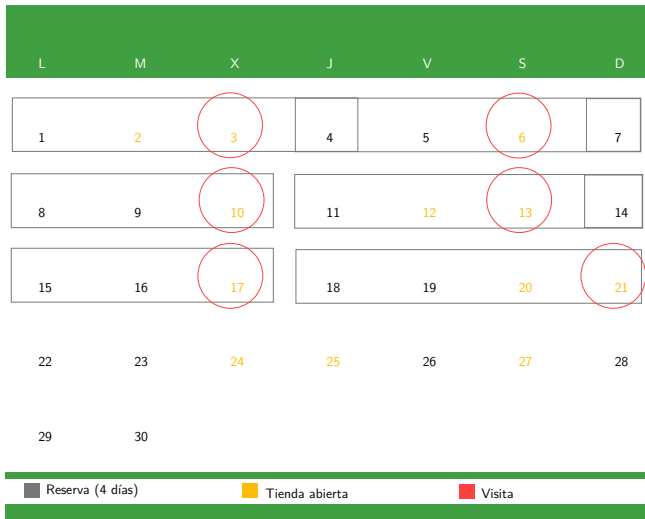 L M X J V S D
1 2 3 4 5 6 7
8 9 10 11 12 13 14
15 16 17 18 19 20 21
22 23 24 25 26 27 28
29 30
Reserva (4 días) Tienda abierta Visita